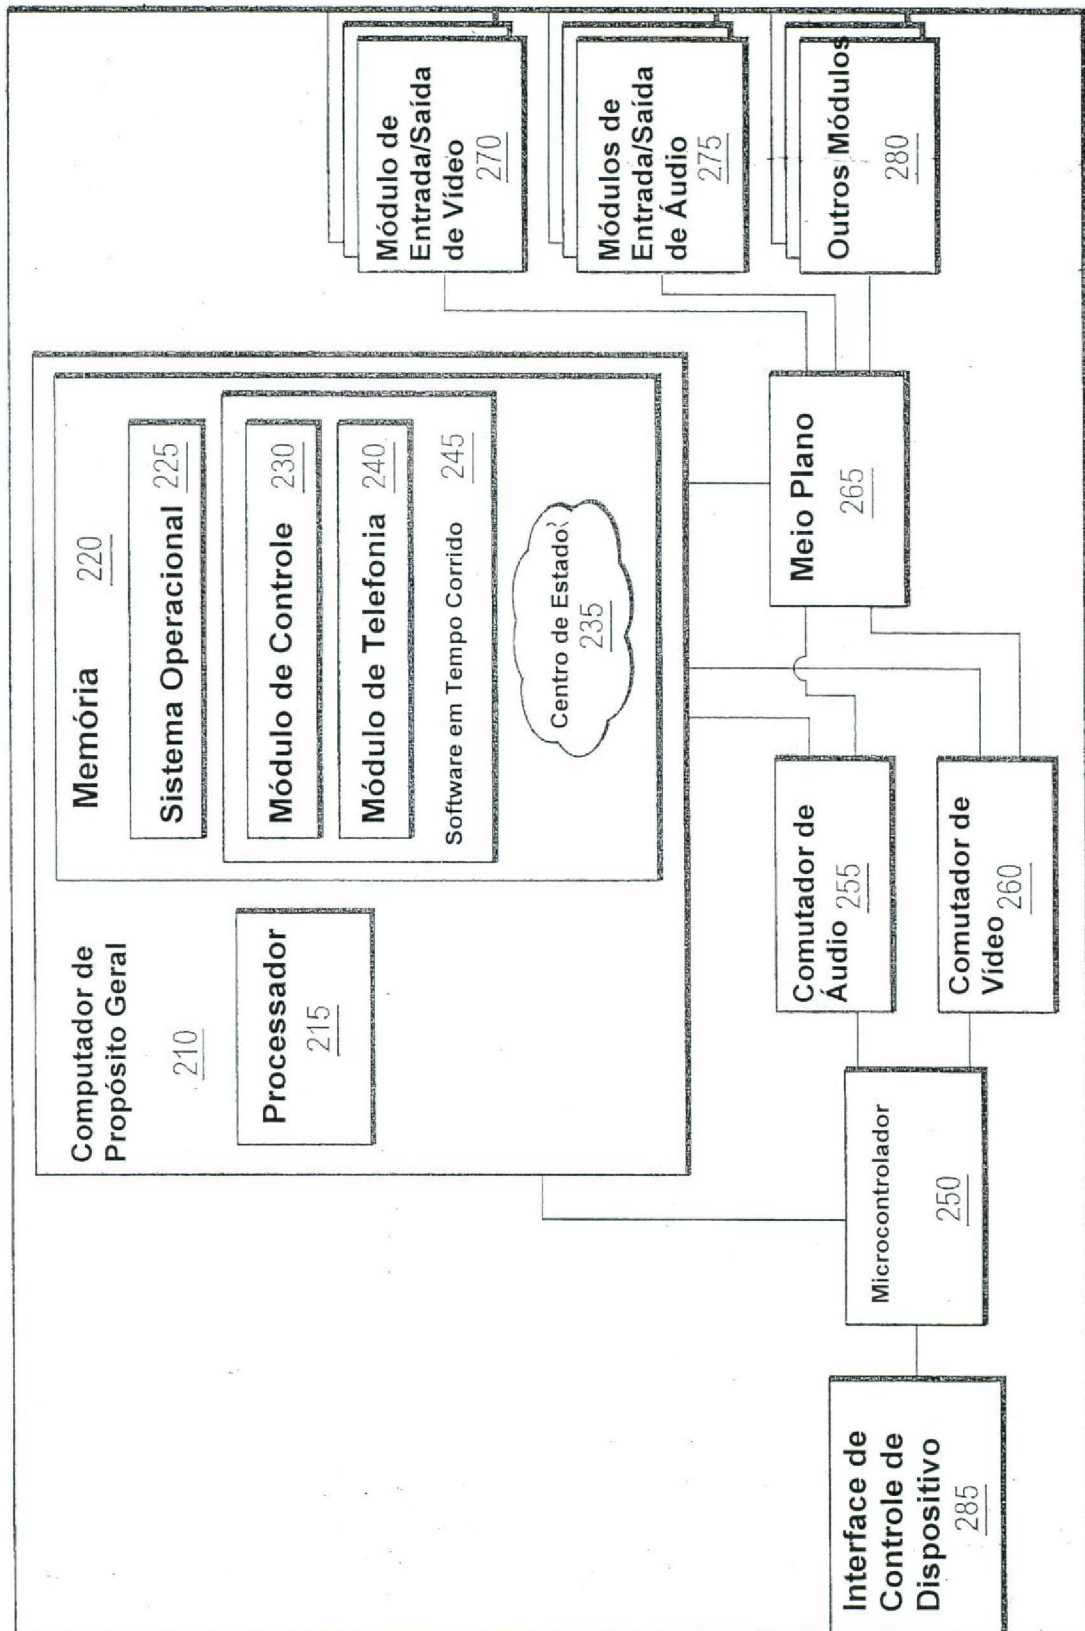 Computador de
Propósito Geral
210
Processador
215
Memória
220
Sistema Operacional 225
Módulo de Controle 230
Módulo de Telefonia 240
Software em Tempo Corrido 245
Centro de Estado
235
Módulo de
Entrada/Saída
de Vídeo
270
Módulos de
Entrada/Saída
de Áudio
275
Outros Módulos
280
Meio Plano
265
Comutador de
Áudio 255
Comutador de
Vídeo 260
Microcontrolador
250
Interface de
Controle de
Dispositivo
285